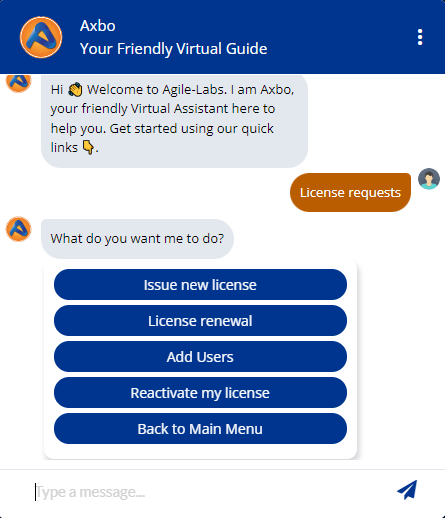 Axbo
Your Friendly Virtual Guide
Hi 👋 Welcome to Agile-Labs. I am Axbo,
your friendly Virtual Assistant here to
help you. Get started using our quick
links 👇.
License requests
What do you want me to do?
Issue new license
License renewal
Add Users
Reactivate my license
Back to Main Menu
Type a message...